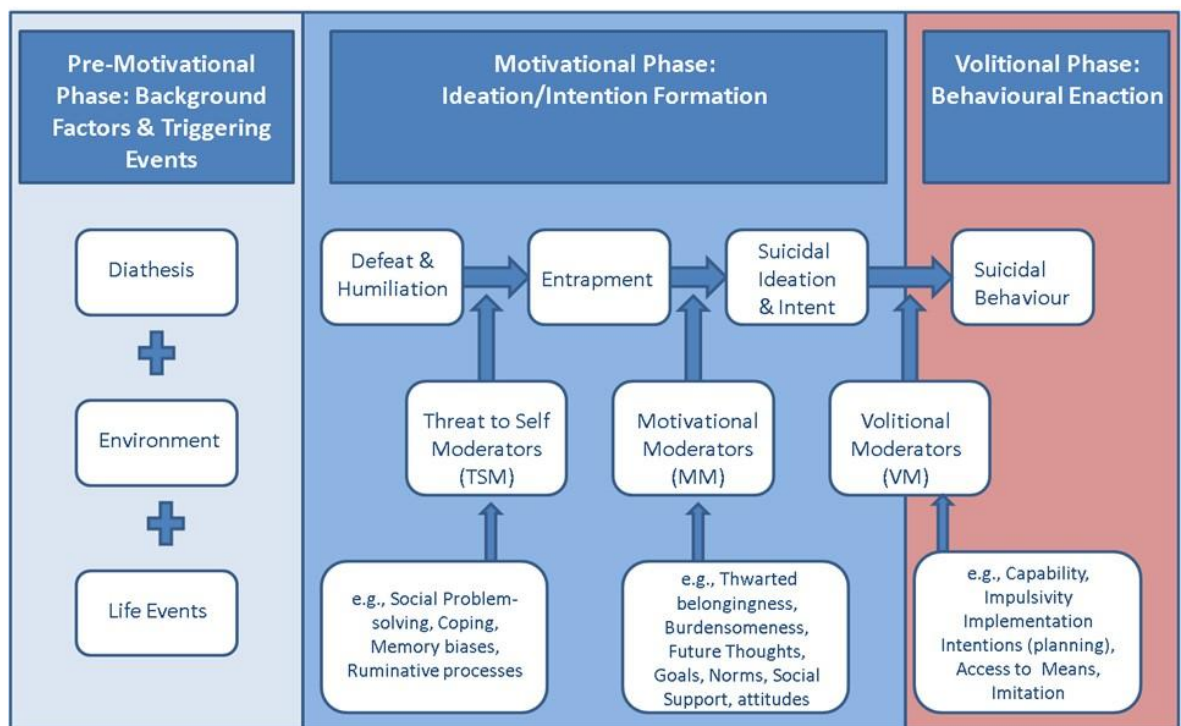 Pre-Motivational
Phase: Background
Factors & Triggering
Events
Motivational Phase:
Ideation/Intention Formation
Volitional Phase:
Behavioural Enaction
Diathesis
Environment
Life Events
Defeat &
Humiliation
Entrapment
Suicidal
Ideation
& Intent
Suicidal
Behaviour
Threat to Self
Moderators
(TSM)
Motivational
Moderators
(MM)
Volitional
Moderators
(VM)
e.g., Social Problem-
solving, Coping,
Memory biases,
Ruminative processes
e.g., Thwarted
belongingness,
Burdensomeness,
Future Thoughts,
Goals, Norms, Social
Support, attitudes
e.g., Capability,
Impulsivity
Implementation
Intentions (planning),
Access to Means,
Imitation